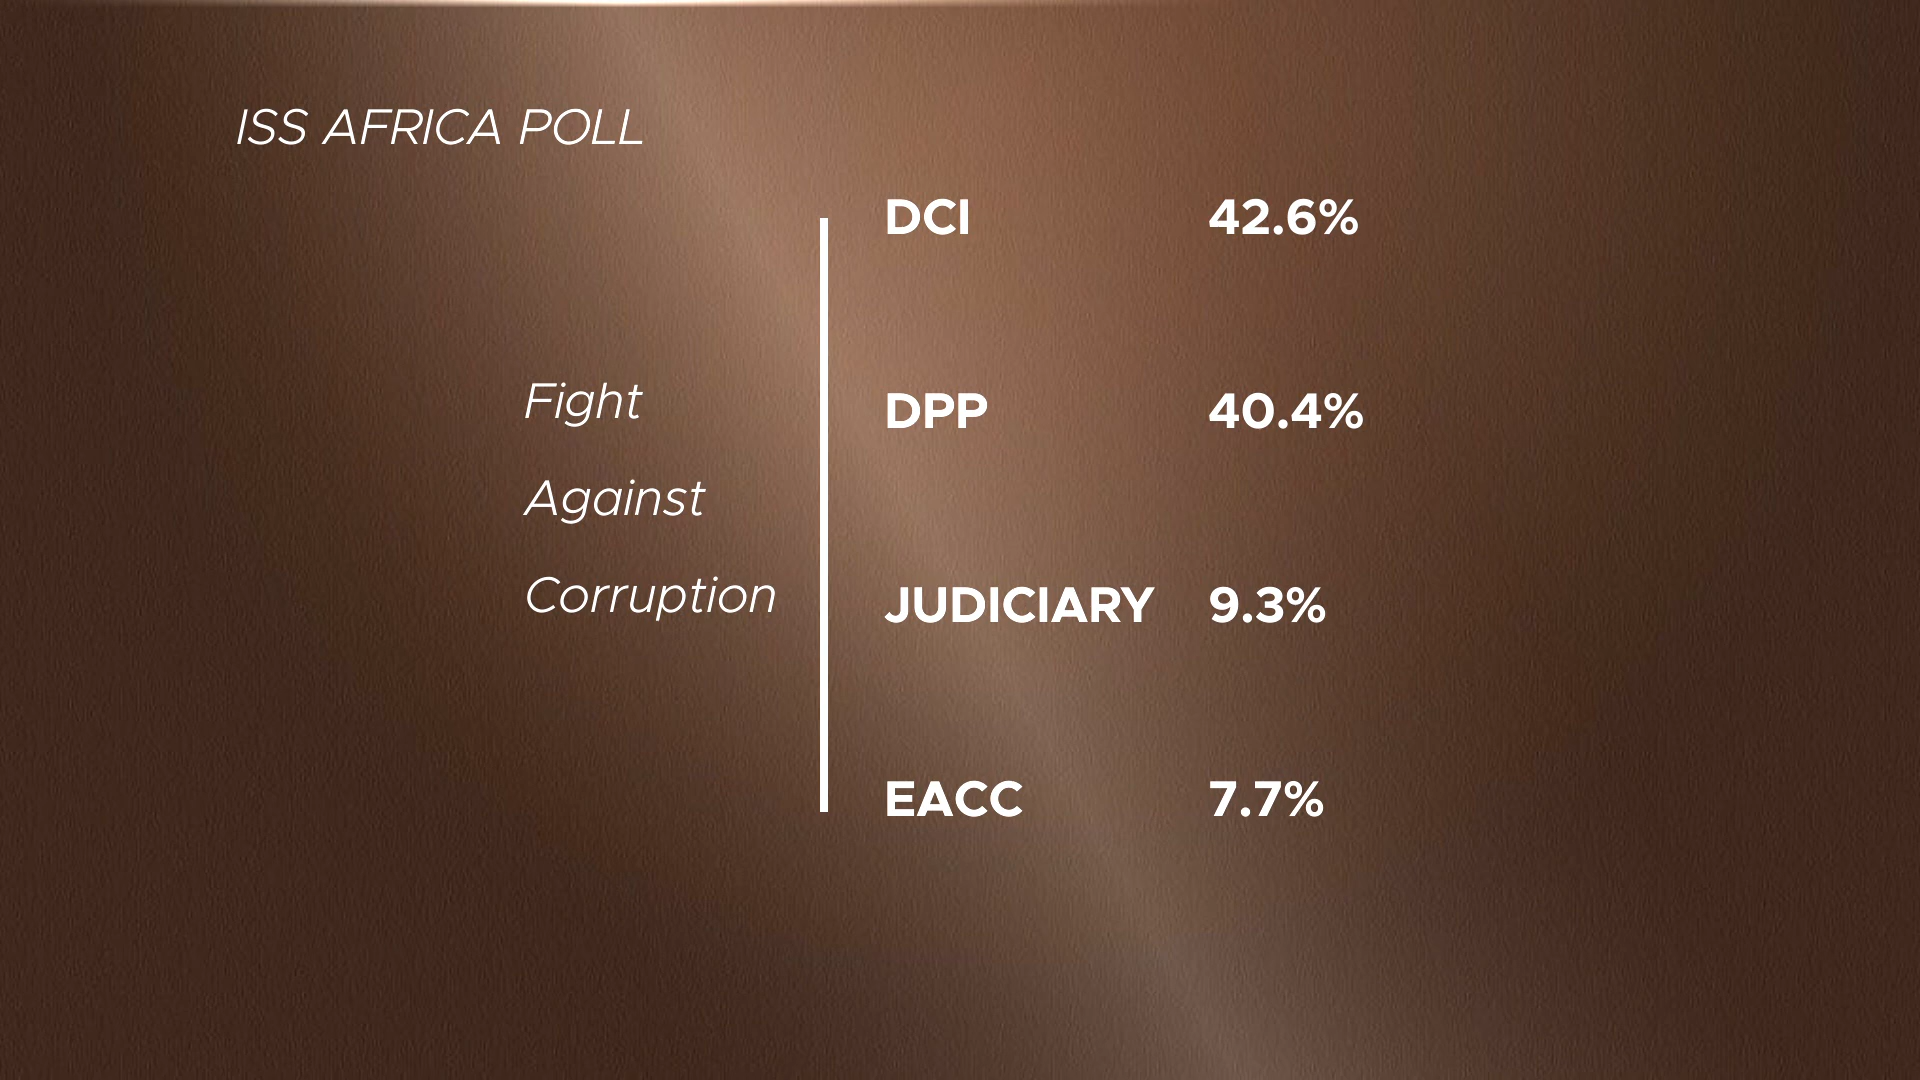 ISS AFRICA POLL
Fight
Against
Corruption
DCI 42.6%
DPP 40.4%
JUDICIARY 9.3%
EACC 7.7%